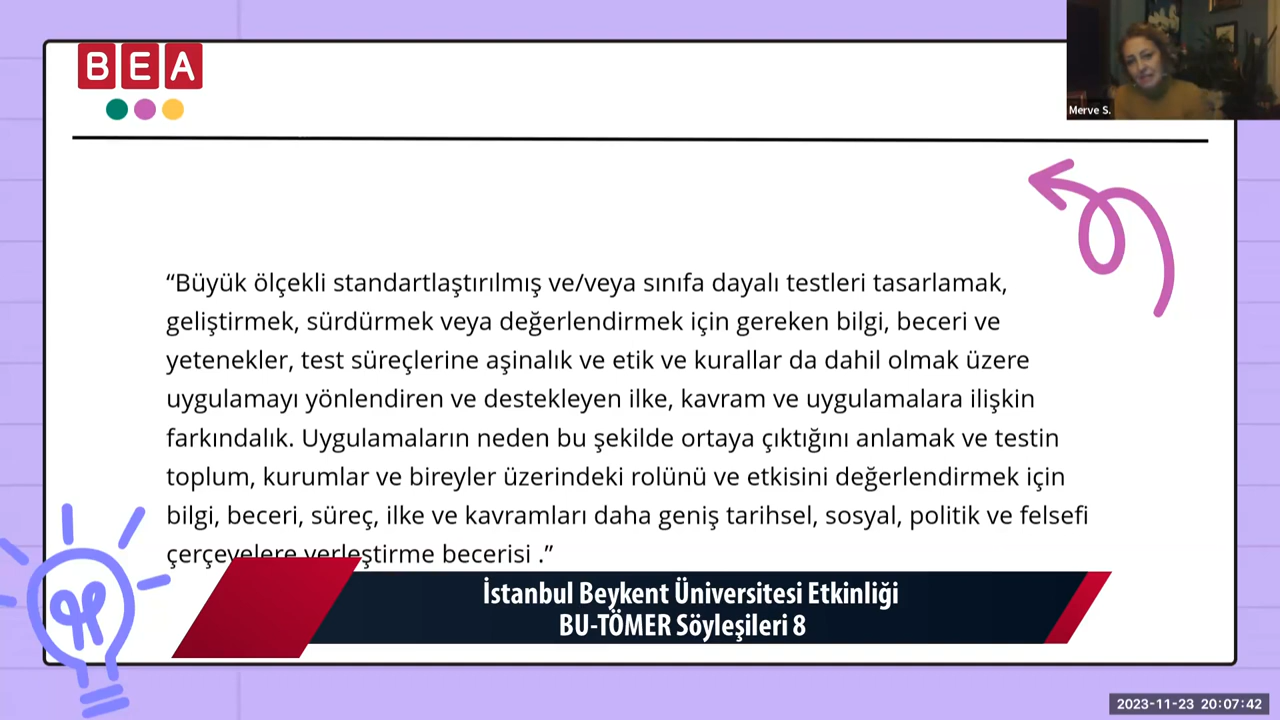 BEA
Merve S.
“Büyük ölçekli standartlaştırılmış ve/veya sınıfa dayalı testleri tasarlamak,
geliştirmek, sürdürmek veya değerlendirmek için gereken bilgi, beceri ve
yetenekler, test süreçlerine aşinalık ve etik ve kurallar da dahil olmak üzere
uygulamayı yönlendiren ve destekleyen ilke, kavram ve uygulamalara ilişkin
farkındalık. Uygulamaların neden bu şekilde ortaya çıktığını anlamak ve testin
toplum, kurumlar ve bireyler üzerindeki rolünü ve etkisini değerlendirmek için
bilgi, beceri, süreç, ilke ve kavramları daha geniş tarihsel, sosyal, politik ve felsefi
çerçevelere yerleştirme becerisi .”
İstanbul Beykent Üniversitesi Etkinliği
BU-TÖMER Söyleşileri 8
2023-11-23 20:07:42